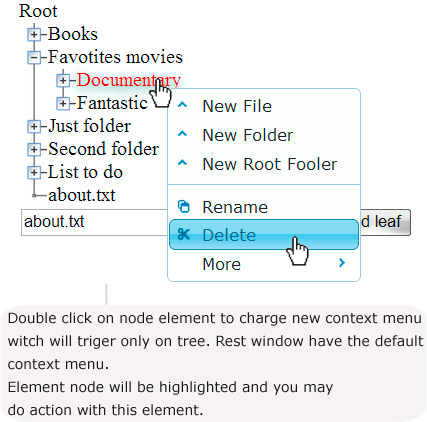 Root
Books
Favotites movies
Documentary
Fantastic
New File
New Folder
New Root Fooler
Just folder
Second folder
List to do
about.txt
Rename
about.txt
d leaf
Delete
More
Double click on node element to charge new context menu
witch will triger only on tree. Rest window have the default
context menu.
Element node will be highlighted and you may
do action with this element.